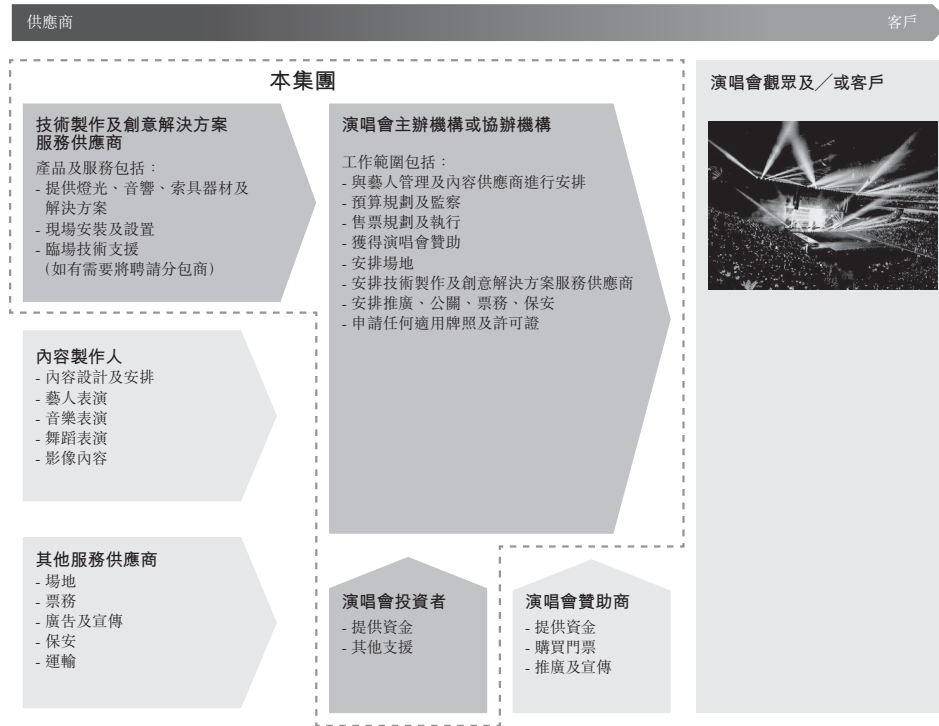 供應商
客戶
本集團
技術製作及創意解決方案
服務供應商
產品及服務包括：
- 提供燈光、音響、索具器材及
解決方案
- 現場安裝及設置
- 臨場技術支援
（如有需要將聘請分包商）
演唱會主辦機構或協辦機構
工作範圍包括：
- 與藝人管理及內容供應商進行安排
- 預算規劃及監察
- 售票規劃及執行
- 獲得演唱會贊助
- 安排場地
- 安排技術製作及創意解決方案服務供應商
- 安排推廣、公關、票務、保安
- 申請任何適用牌照及許可證
演唱會觀眾及／或客戶
內容製作人
- 內容設計及安排
- 藝人表演
- 音樂表演
- 舞蹈表演
- 影像內容
其他服務供應商
- 場地
- 票務
- 廣告及宣傳
- 保安
- 運輸
演唱會投資者
- 提供資金
- 其他支援
演唱會贊助商
- 提供資金
- 購買門票
- 推廣及宣傳